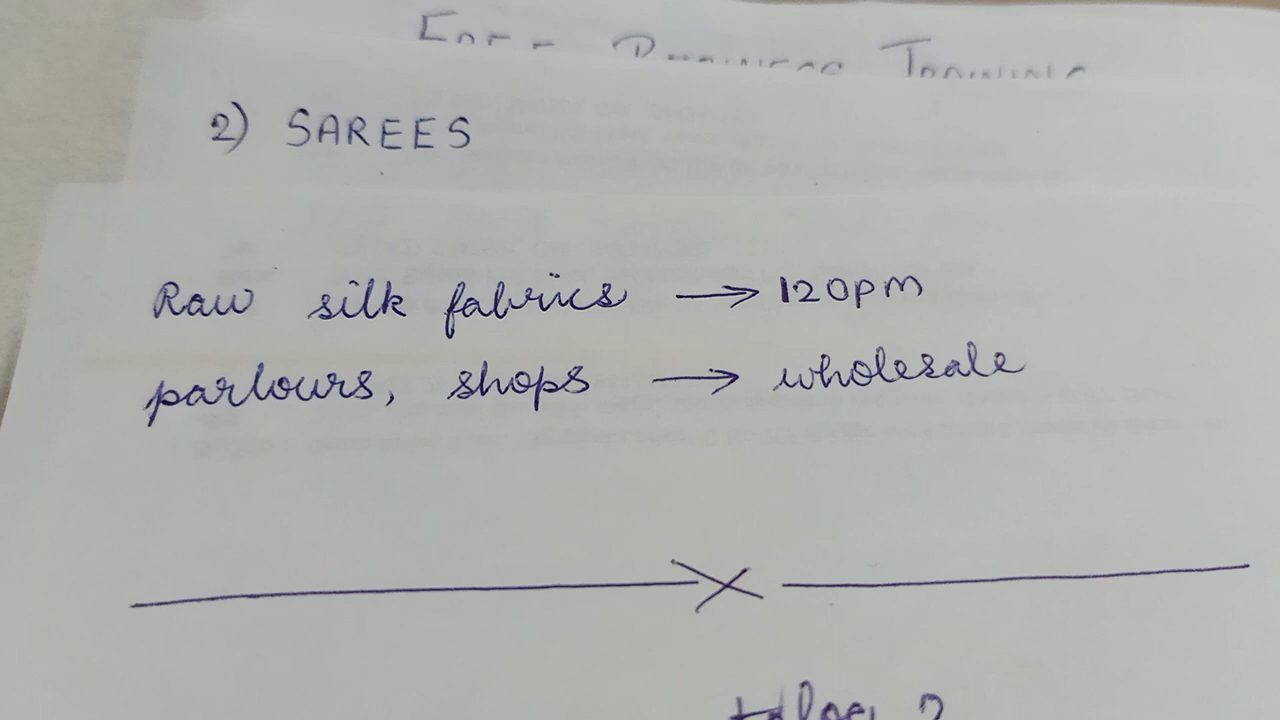 2) SAREES
Raw silk fabrics → 120pm
parlours, shops → wholesale